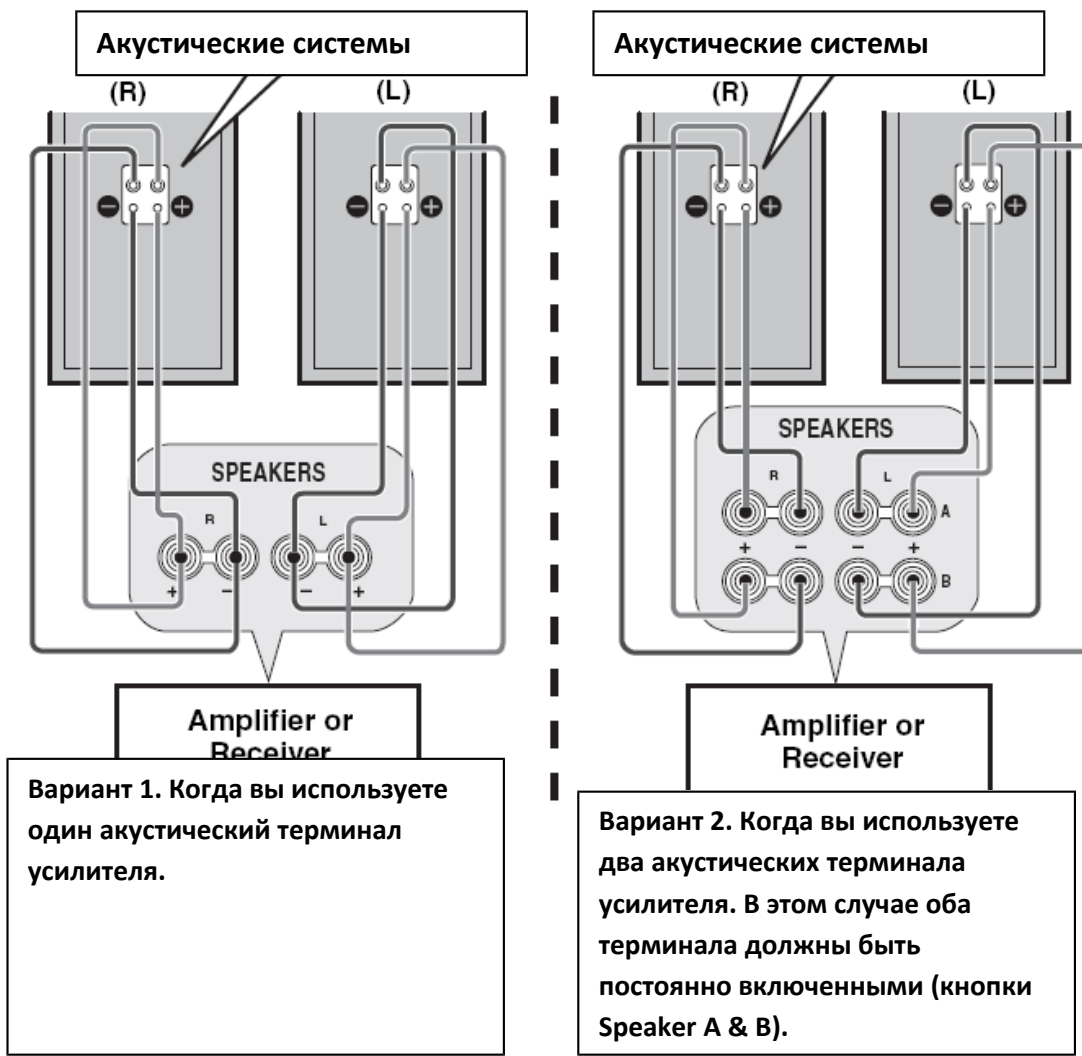 Акустические системы
(R) (L)
− +
− +
SPEAKERS
R L
+ − − +
Amplifier or
Receiver
Вариант 1. Когда вы используете
один акустический терминал
усилителя.
Акустические системы
(R) (L)
− +
− +
SPEAKERS
R L
A
+ − − +
B
Amplifier or
Receiver
Вариант 2. Когда вы используете
два акустических терминала
усилителя. В этом случае оба
терминала должны быть
постоянно включенными (кнопки
Speaker A & B).